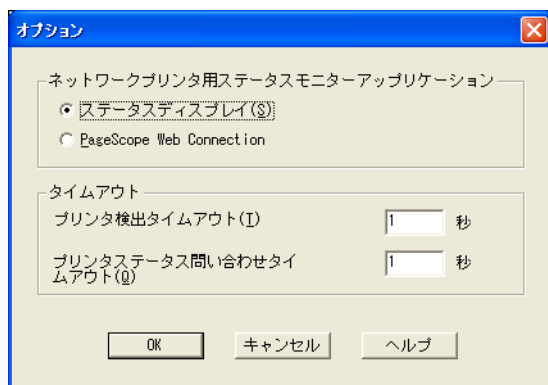 オプション
ネットワークプリンタ用ステータスモニターアップリケーション
ステータスディスプレイ(S)
PageScope Web Connection
タイムアウト
プリンタ検出タイムアウト(T)
1
秒
プリンタステータス問い合わせタイ
ムアウト(Q)
1
秒
OK
キャンセル
ヘルプ